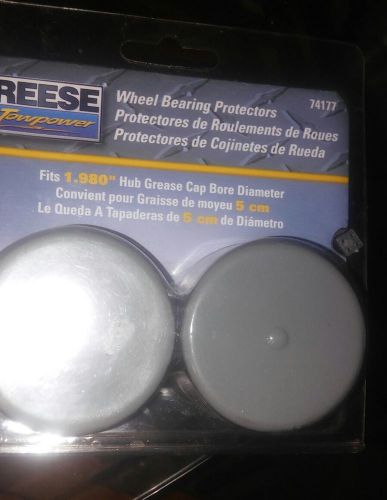 REESE
Towpower
Wheel Bearing Protectors 74177
Protectores de Roulements de Roues
Protectores de Cojinetes de Rueda
Fits 1.980" Hub Grease Cap Bore Diameter
Convient pour Graisse de moyeu 5 cm
Le Queda A Tapaderas de 5 cm de Diámetro